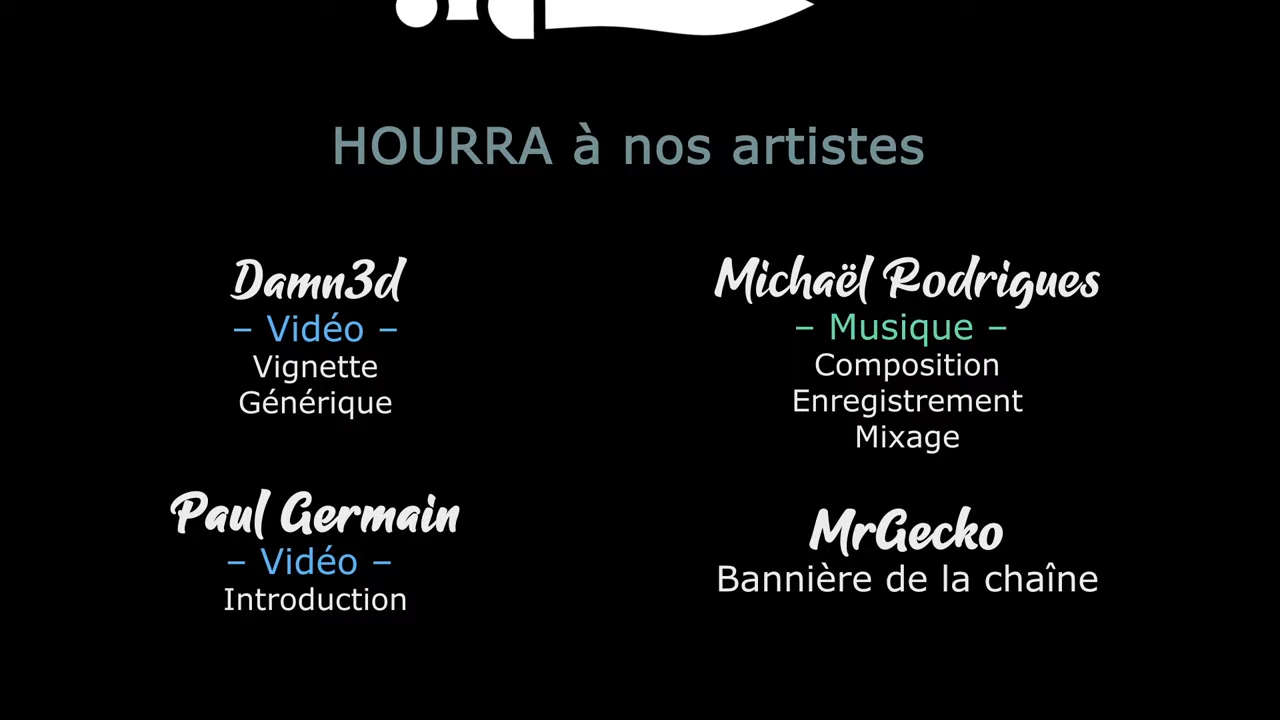 HOURRA à nos artistes
Damn3d
– Vidéo –
Vignette
Générique
Michaël Rodrigues
– Musique –
Composition
Enregistrement
Mixage
Paul Germain
– Vidéo –
Introduction
MrGecko
Bannière de la chaîne